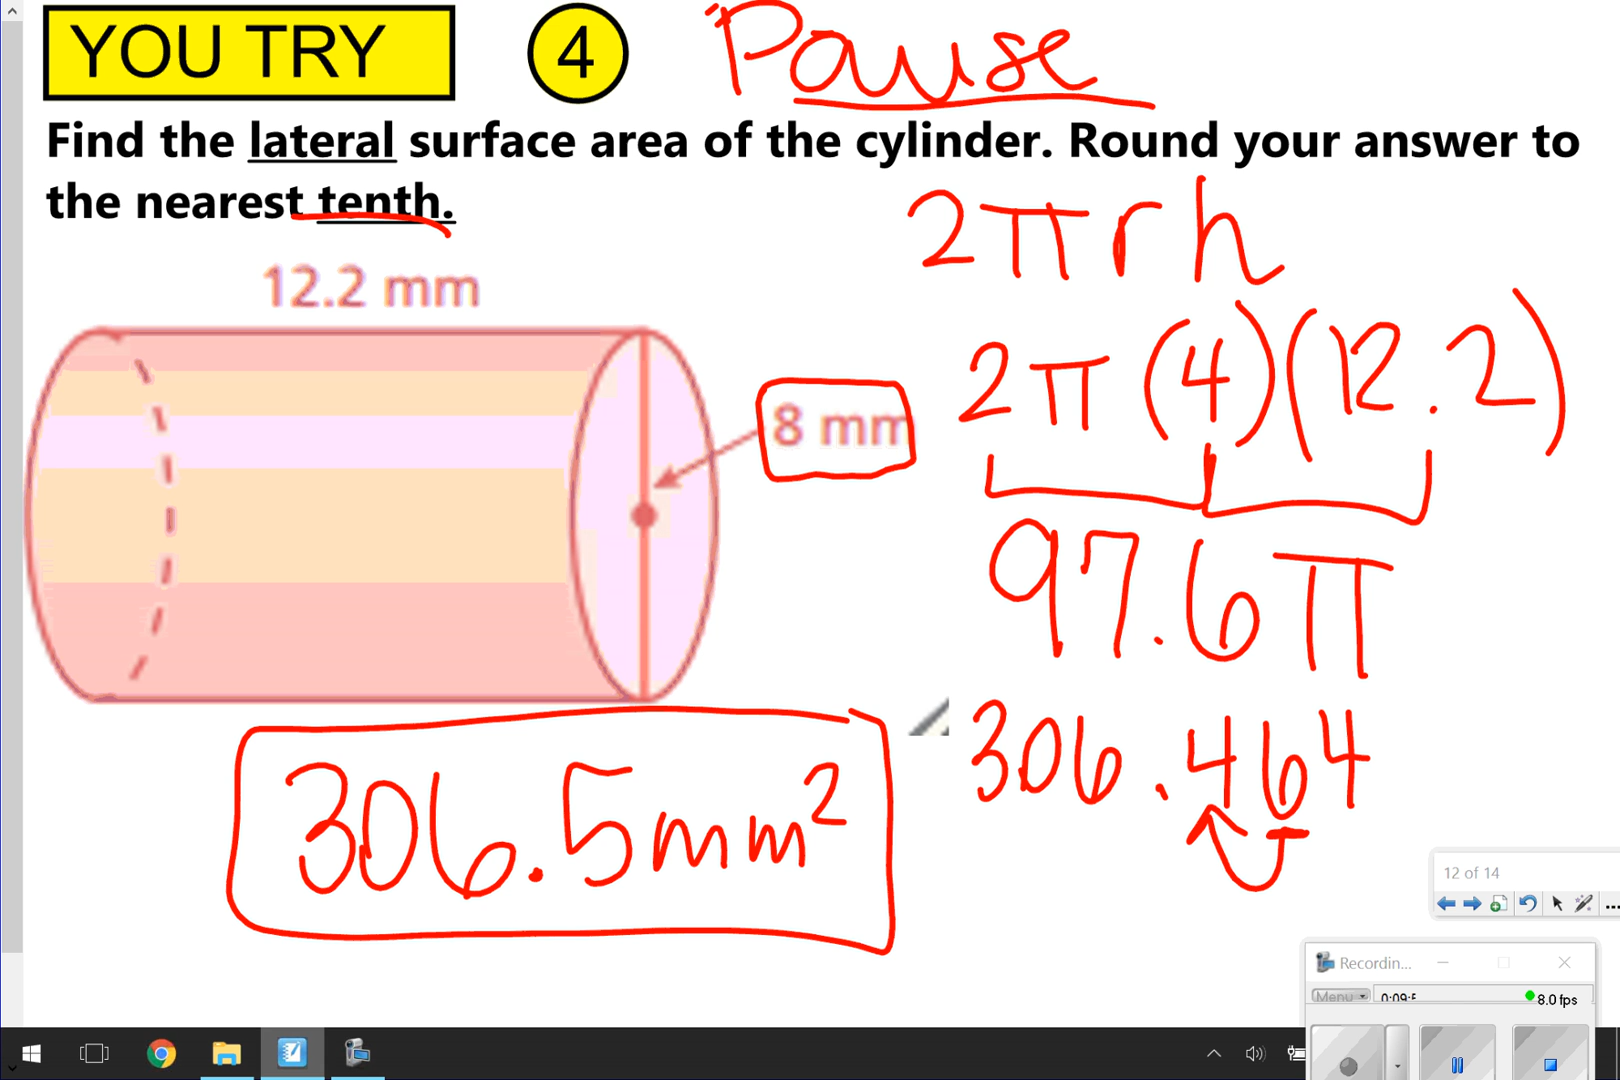 YOU TRY 4 Pause
Find the lateral surface area of the cylinder. Round your answer to
the nearest tenth.
2πrh
12.2 mm
2π(4)(12.2)
8 mm
97.6π
306.464
306.5mm²
12 of 14
Recordin...
Menu
8.0 fps